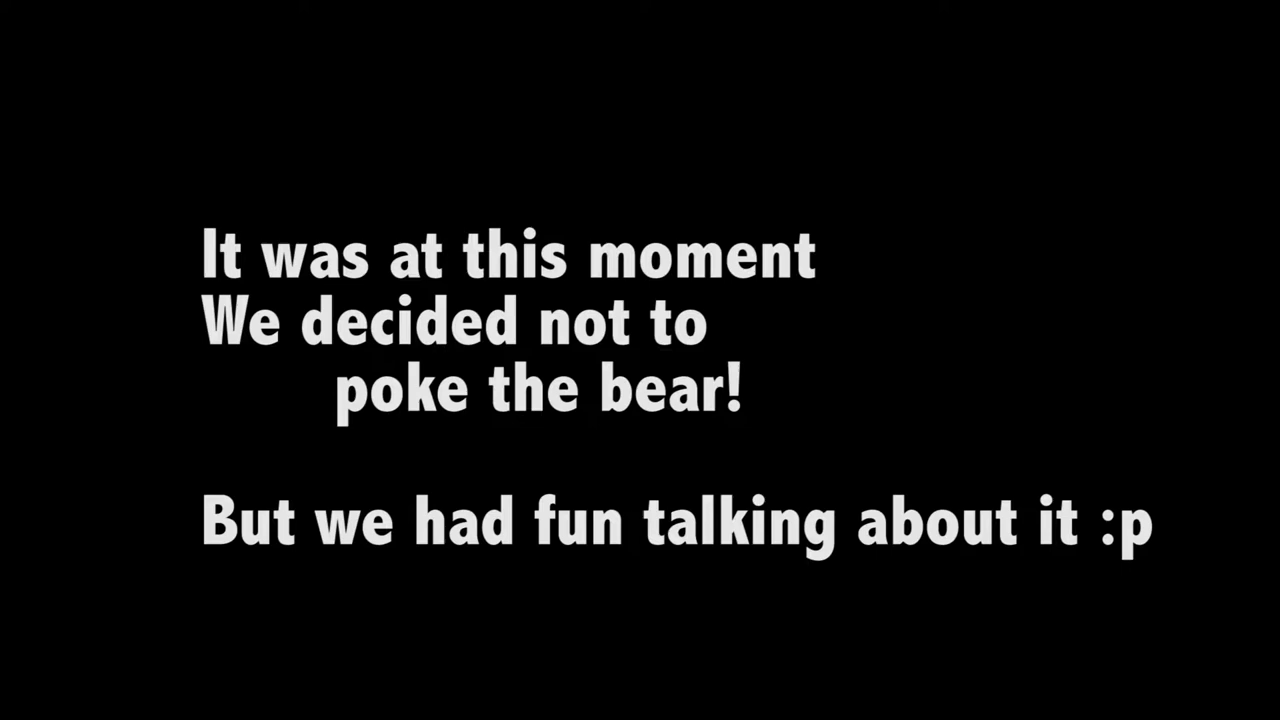 It was at this moment
We decided not to
poke the bear!
But we had fun talking about it :p